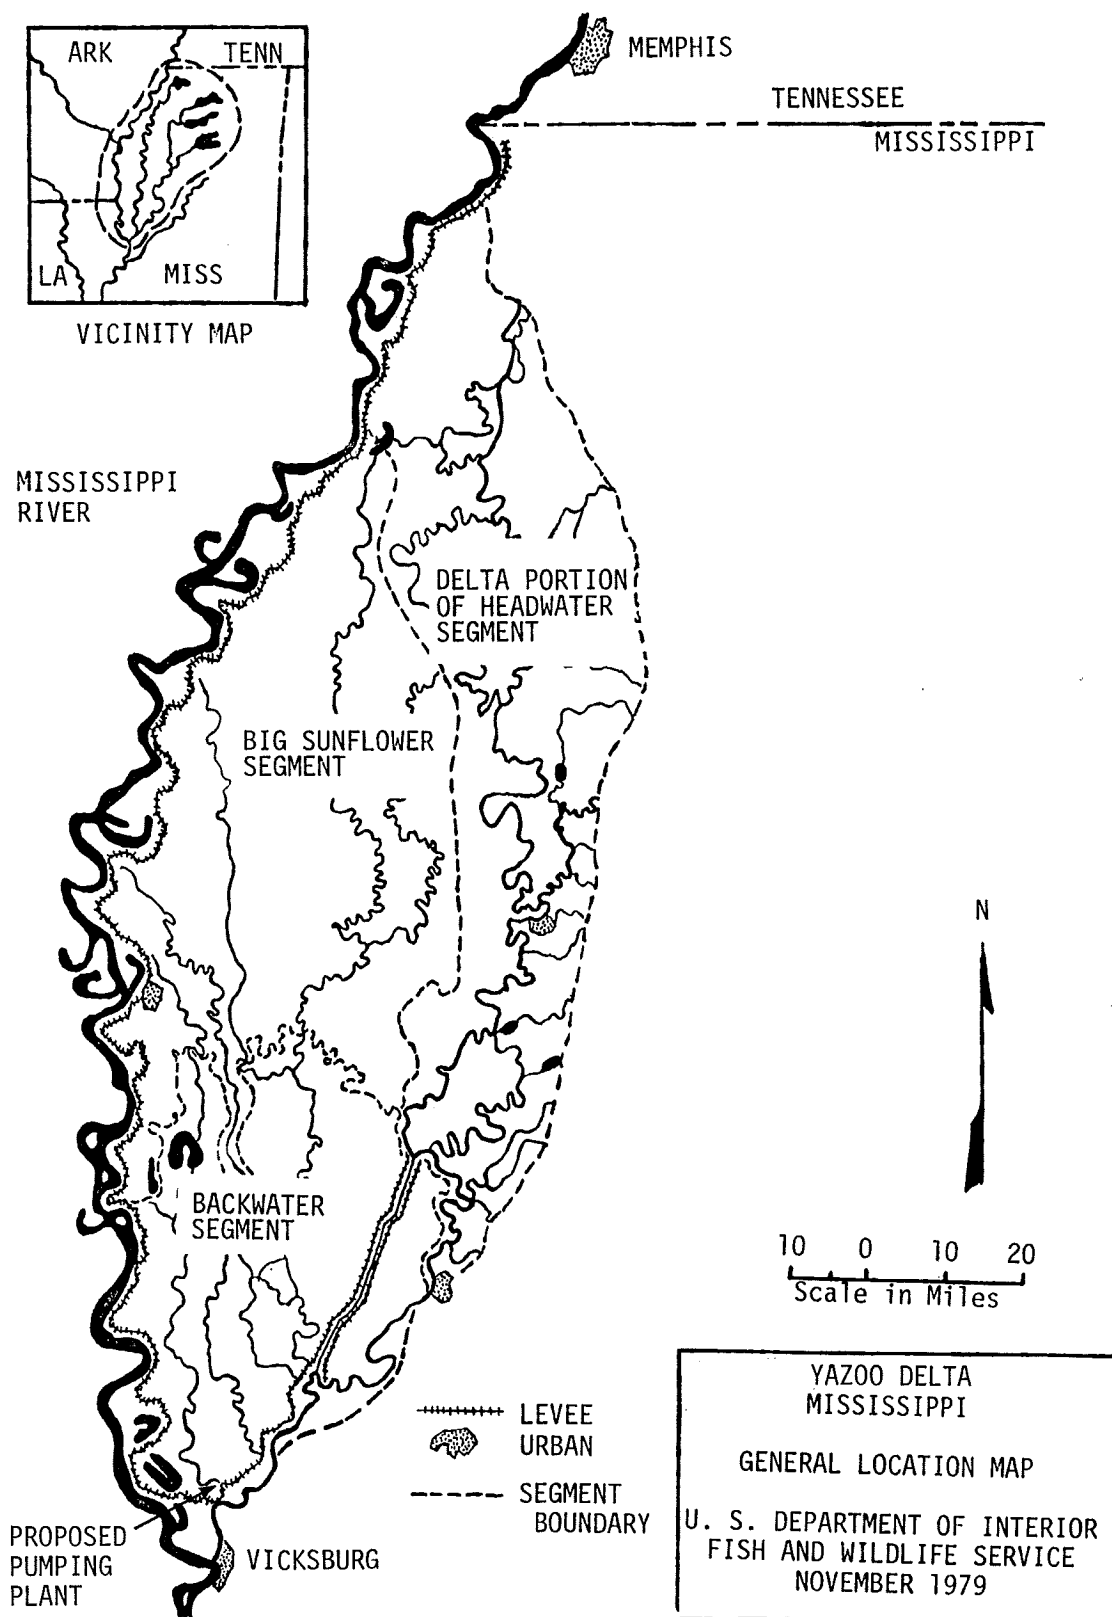 ARK
TENN
LA
MISS
VICINITY MAP
MEMPHIS
TENNESSEE
MISSISSIPPI
MISSISSIPPI
RIVER
DELTA PORTION
OF HEADWATER
SEGMENT
BIG SUNFLOWER
SEGMENT
BACKWATER
SEGMENT
N
10 0 10 20
Scale in Miles
LEVEE
URBAN
SEGMENT
BOUNDARY
PROPOSED
PUMPING
PLANT
VICKSBURG
YAZOO DELTA
MISSISSIPPI
GENERAL LOCATION MAP
U. S. DEPARTMENT OF INTERIOR
FISH AND WILDLIFE SERVICE
NOVEMBER 1979